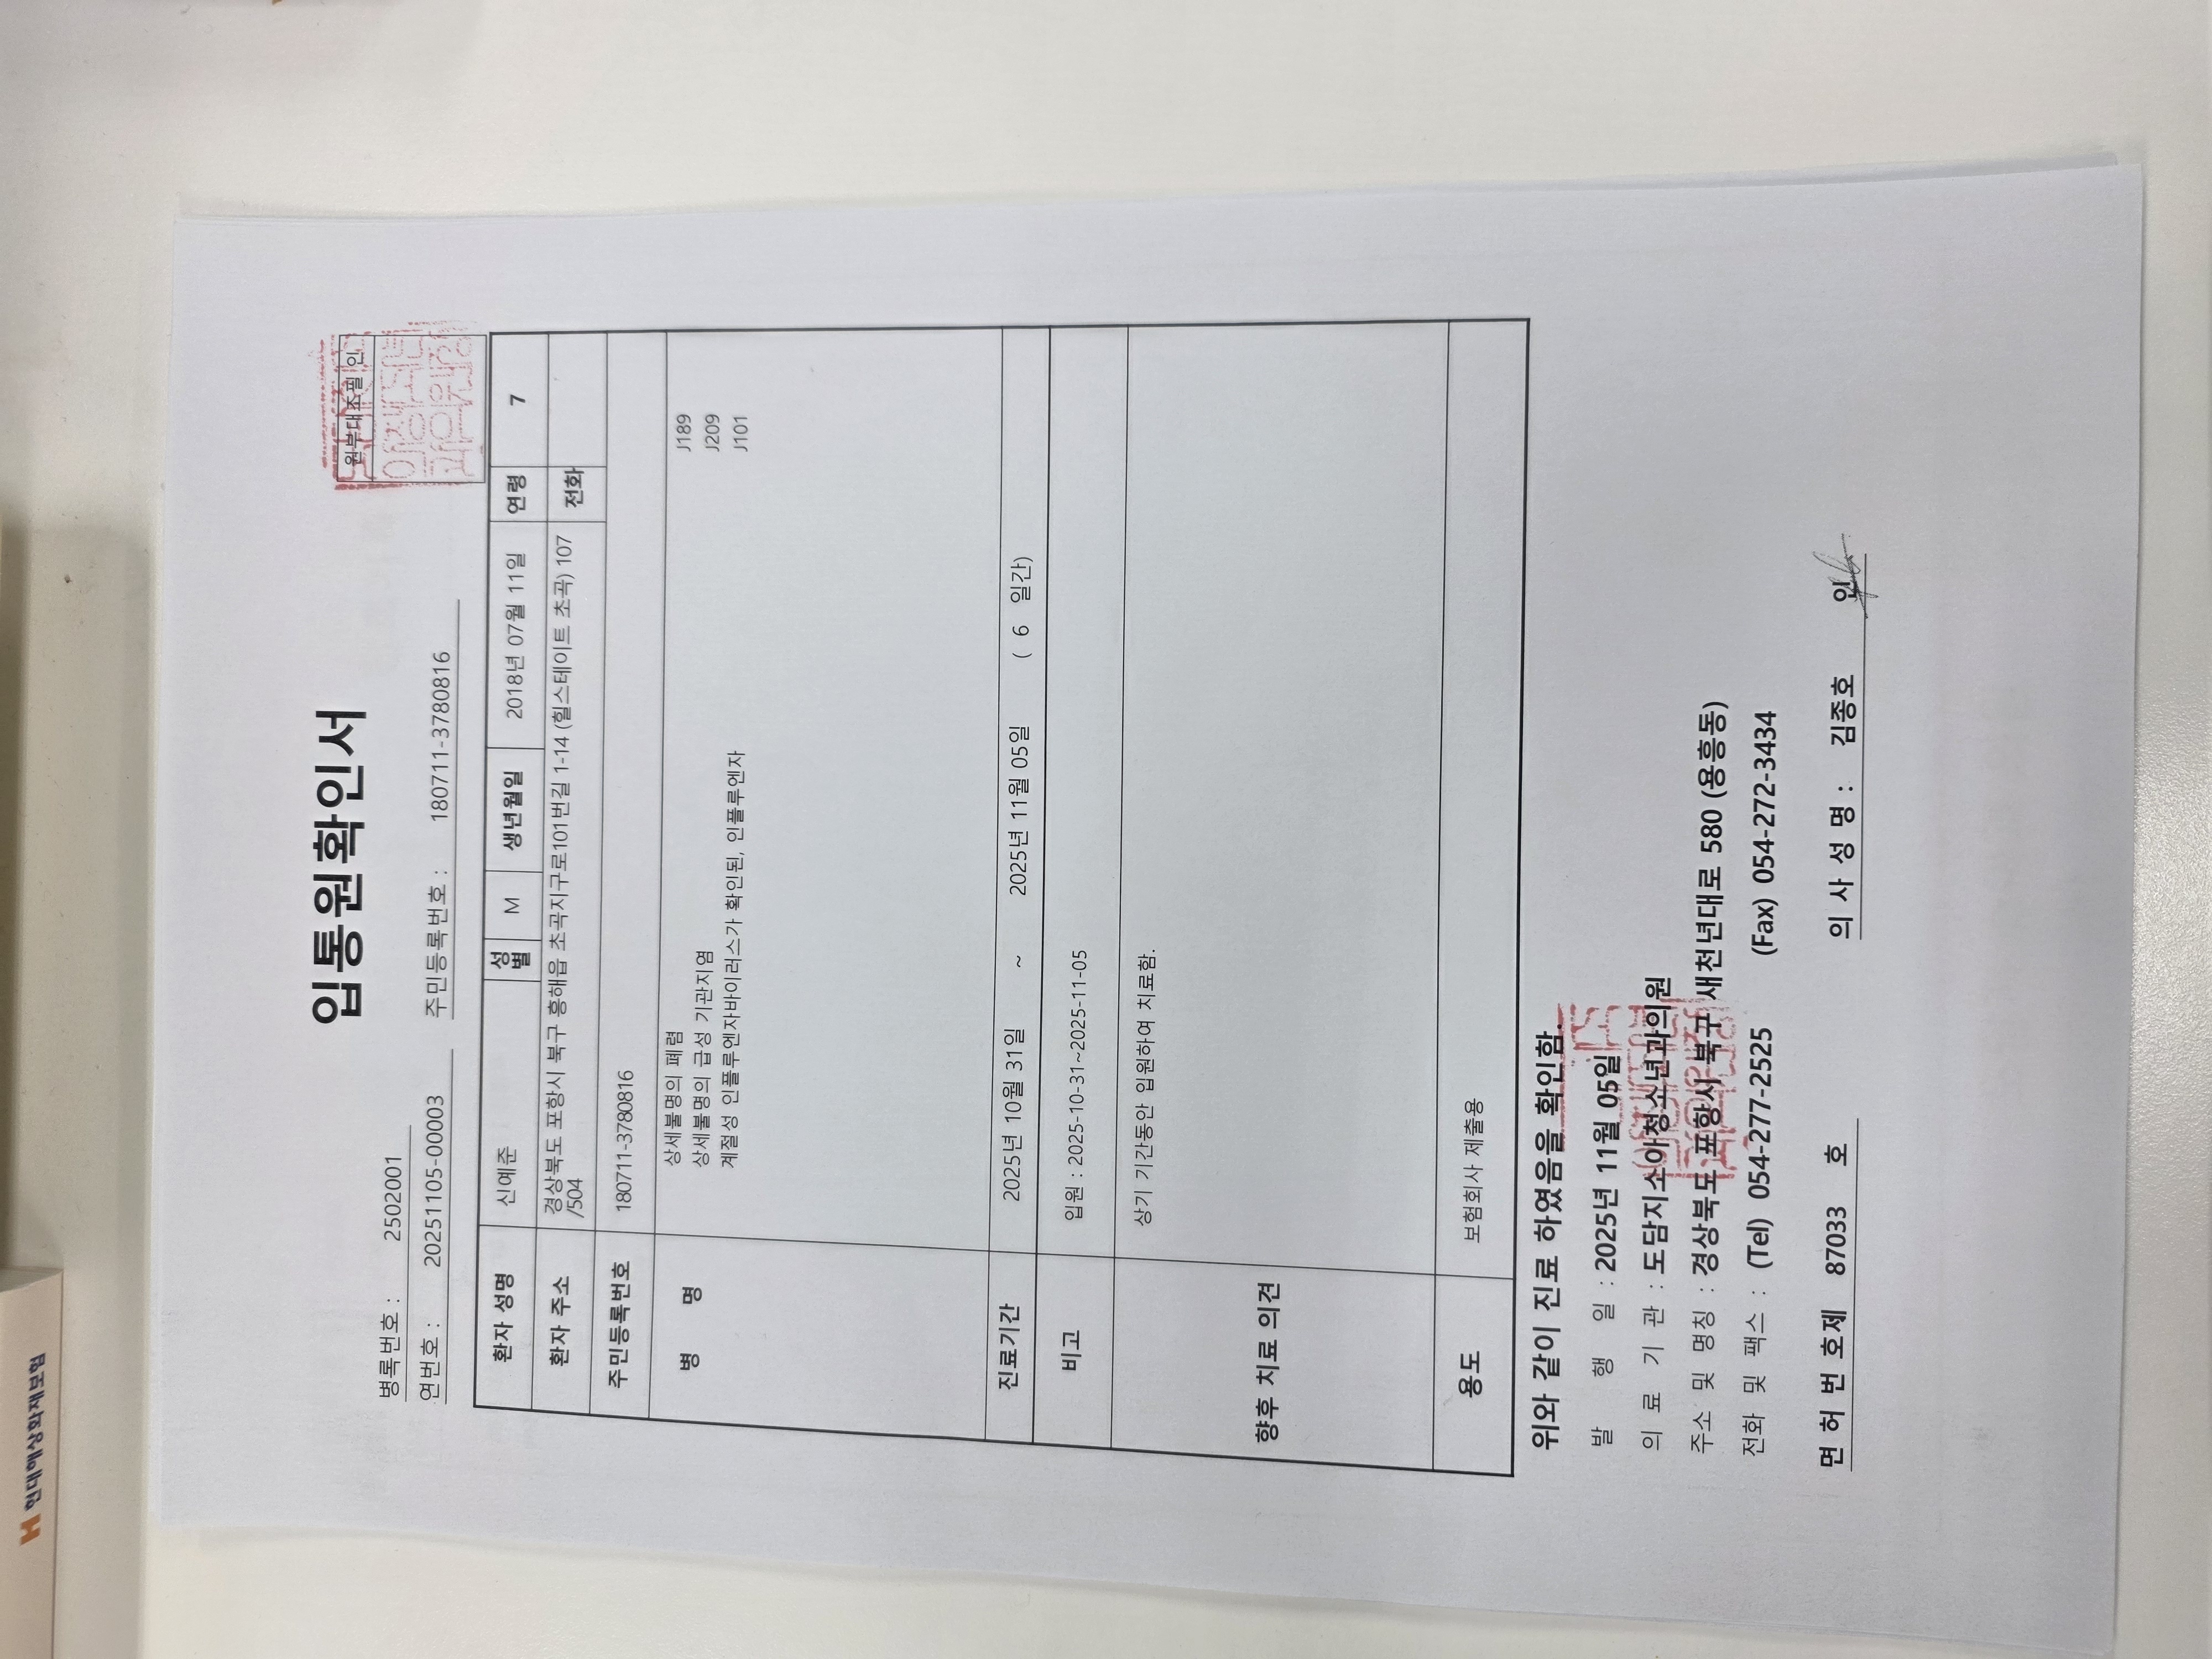 입통원확인서
원부대조필 인
병록번호 : 2502001
연번호 : 20251105-00003 주민등록번호 : 180711-3780816
환자 성명 신예준 성별 M 생년월일 2018년 07월 11일 연령 7
환자 주소 경상북도 포항시 북구 흥해읍 초곡지구로101번길 1-14 (힐스테이트 초곡) 107 전화
/504
주민등록번호 180711-3780816
병 명 상세불명의 폐렴 J189
상세불명의 급성 기관지염 J209
계절성 인플루엔자바이러스가 확인된, 인플루엔자 J101
진료기간 2025년 10월 31일 ~ 2025년 11월 05일 ( 6 일간)
비고 입원 : 2025-10-31~2025-11-05
향후 치료 의견 상기 기간동안 입원하여 치료함.
용도 보험회사 제출용
위와 같이 진료 하였음을 확인함.
발 행 일 : 2025년 11월 05일
의 료 기 관 : 도담지소아청소년과의원
주소 및 명칭 : 경상북도 포항시 북구 새천년대로 580 (용흥동)
전화 및 팩스 : (Tel) 054-277-2525 (Fax) 054-272-3434
면 허 번 호제 87033 호 의 사 성 명 : 김종호 인
H 현대해상화재보험